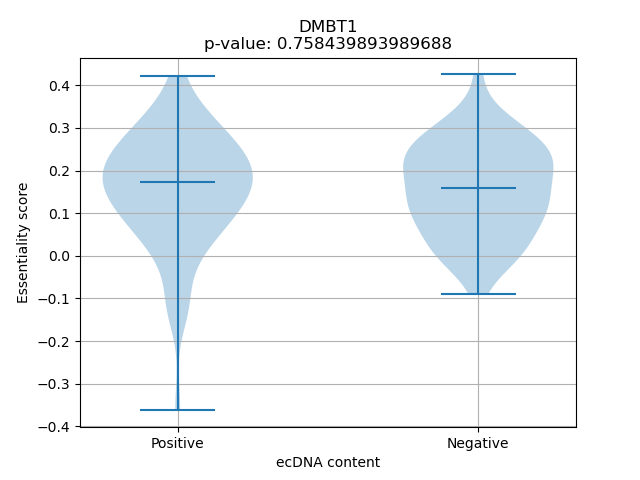 DMBT1
p-value: 0.758439893989688
0.4
0.3
0.2
0.1
0.0
−0.1
−0.2
−0.3
−0.4
Essentiality score
Positive
Negative
ecDNA content